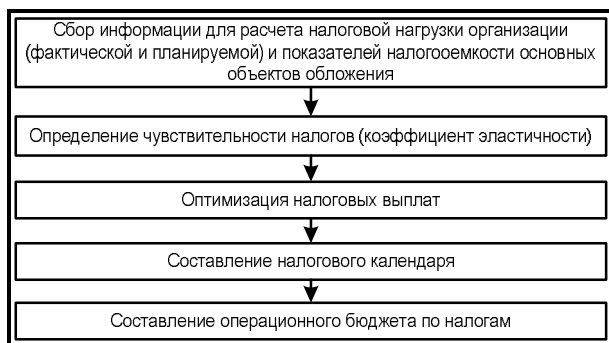 Сбор информации для расчета налоговой нагрузки организации
(фактической и планируемой) и показателей налогооемкости основных
объектов обложения
Определение чувствительности налогов (коэффициент эластичности)
Оптимизация налоговых выплат
Составление налогового календаря
Составление операционного бюджета по налогам